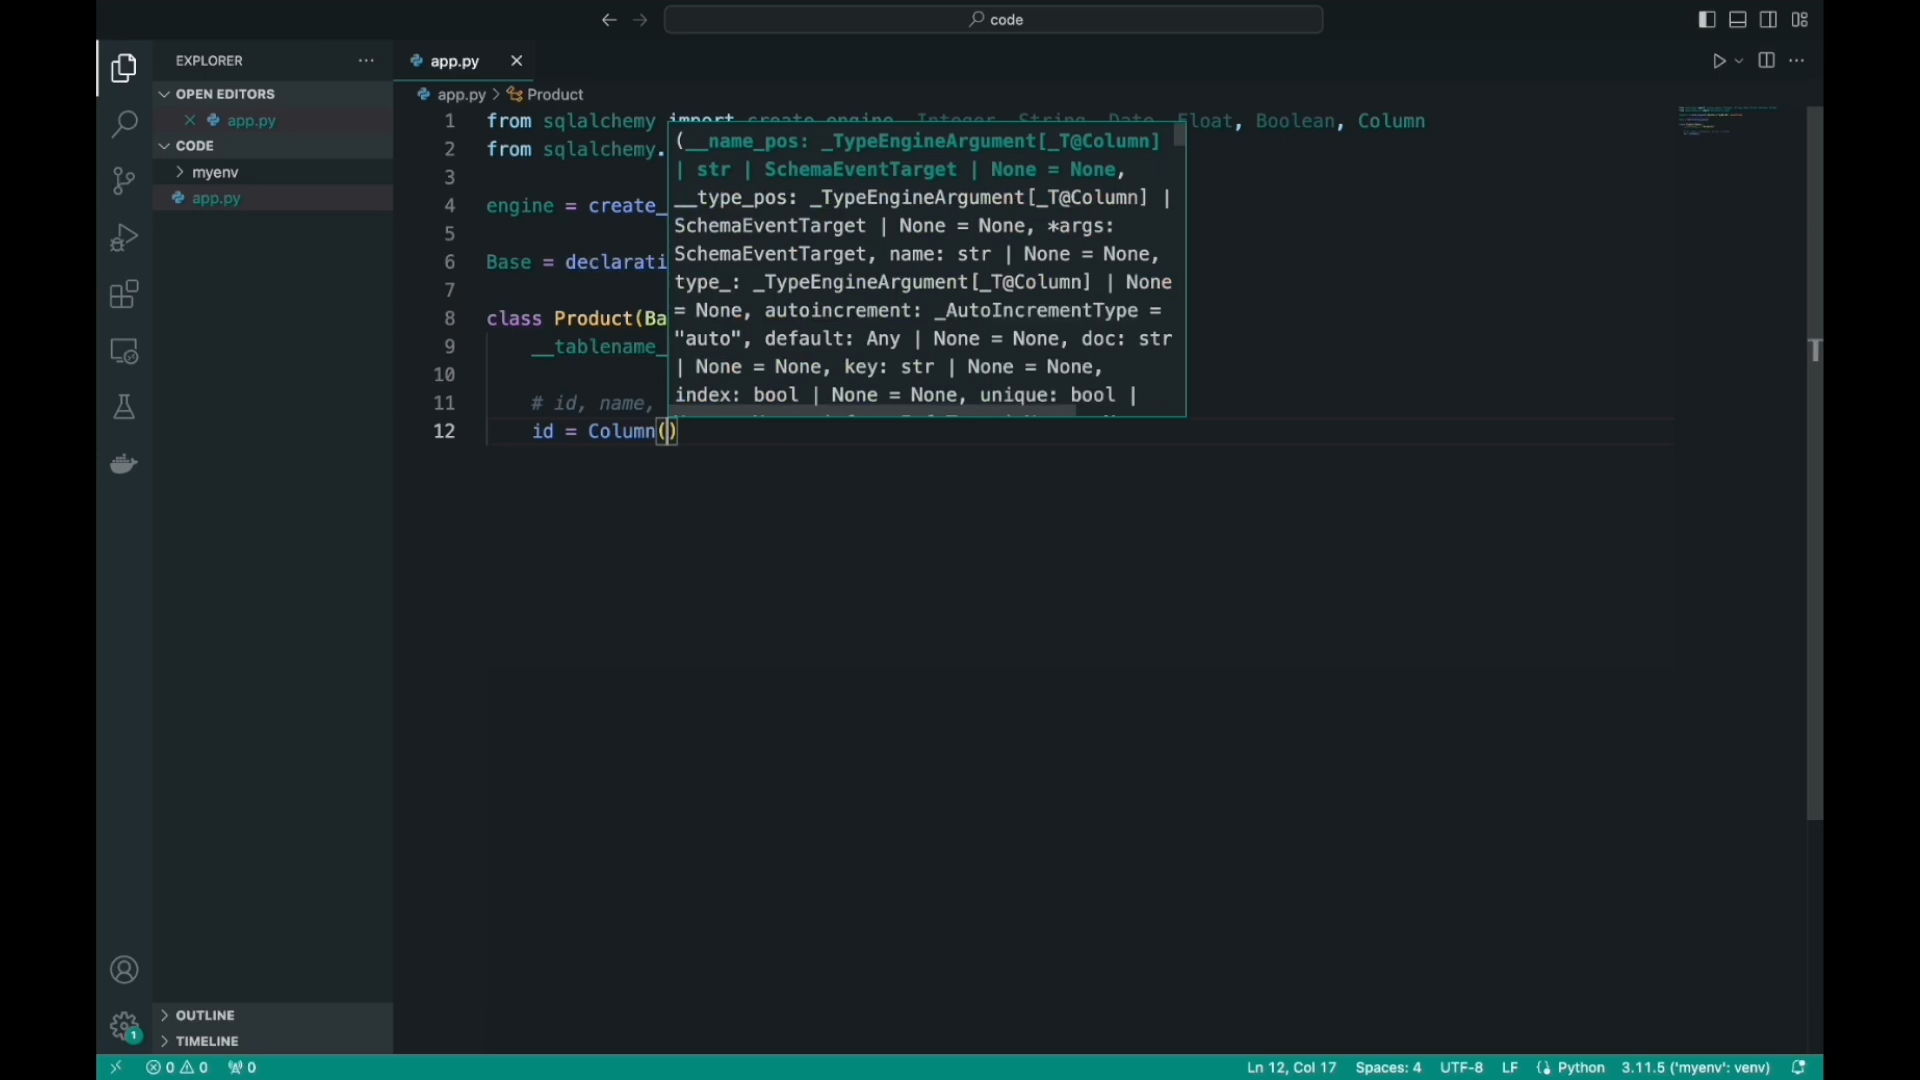 code
EXPLORER
app.py
OPEN EDITORS
app.py
CODE
myenv
app.py
OUTLINE
TIMELINE
app.py > Product
1 from sqlalchemy import create_engine, Integer, String, Date, Float, Boolean, Column
2 from sqlalchemy.
3
4 engine = create_
5
6 Base = declarati
7
8 class Product(Ba
9 __tablename_
10
11 # id, name,
12 id = Column()
(__name_pos: _TypeEngineArgument[_T@Column]
| str | SchemaEventTarget | None = None,
__type_pos: _TypeEngineArgument[_T@Column] |
SchemaEventTarget | None = None, *args:
SchemaEventTarget, name: str | None = None,
type_: _TypeEngineArgument[_T@Column] | None
= None, autoincrement: _AutoIncrementType =
"auto", default: Any | None = None, doc: str
| None = None, key: str | None = None,
index: bool | None = None, unique: bool |
1
0 0 0
Ln 12, Col 17 Spaces: 4 UTF-8 LF Python 3.11.5 ('myenv': venv)